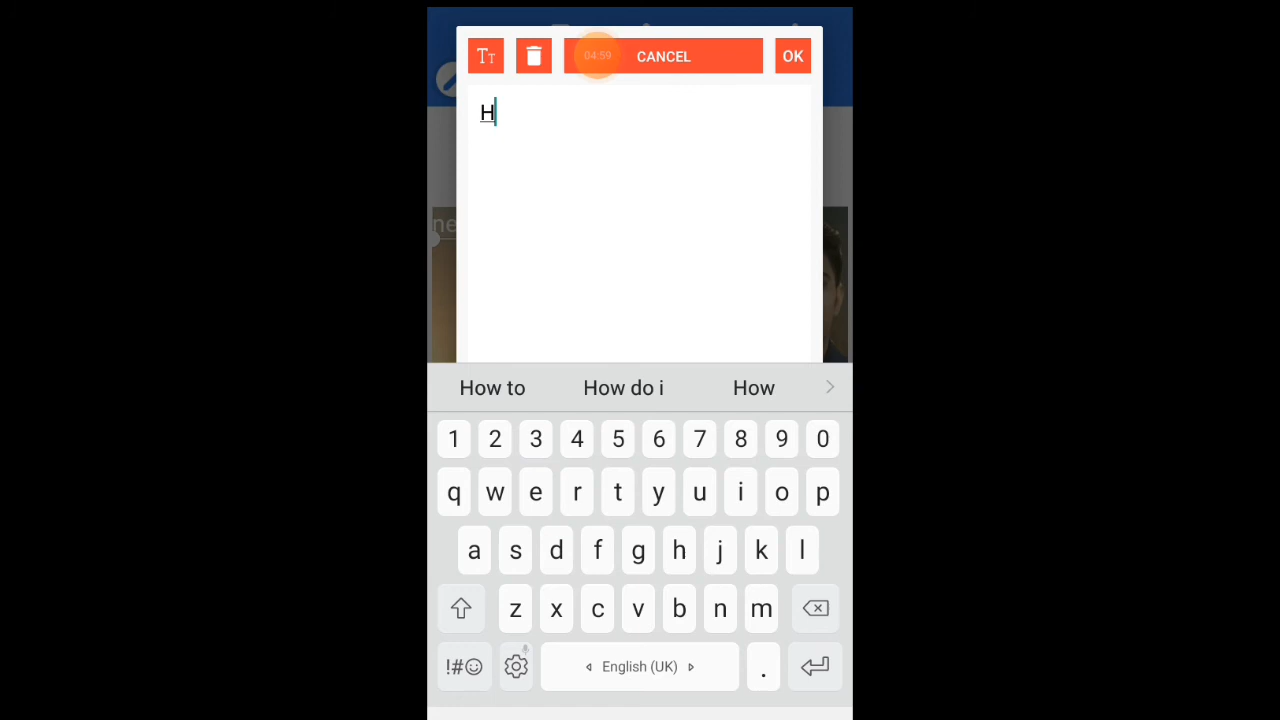 Tт 04:59 CANCEL OK
H
ne
How to How do i How
1 2 3 4 5 6 7 8 9 0
q w e r t y u i o p
a s d f g h j k l
z x c v b n m
!#☺ English (UK) .